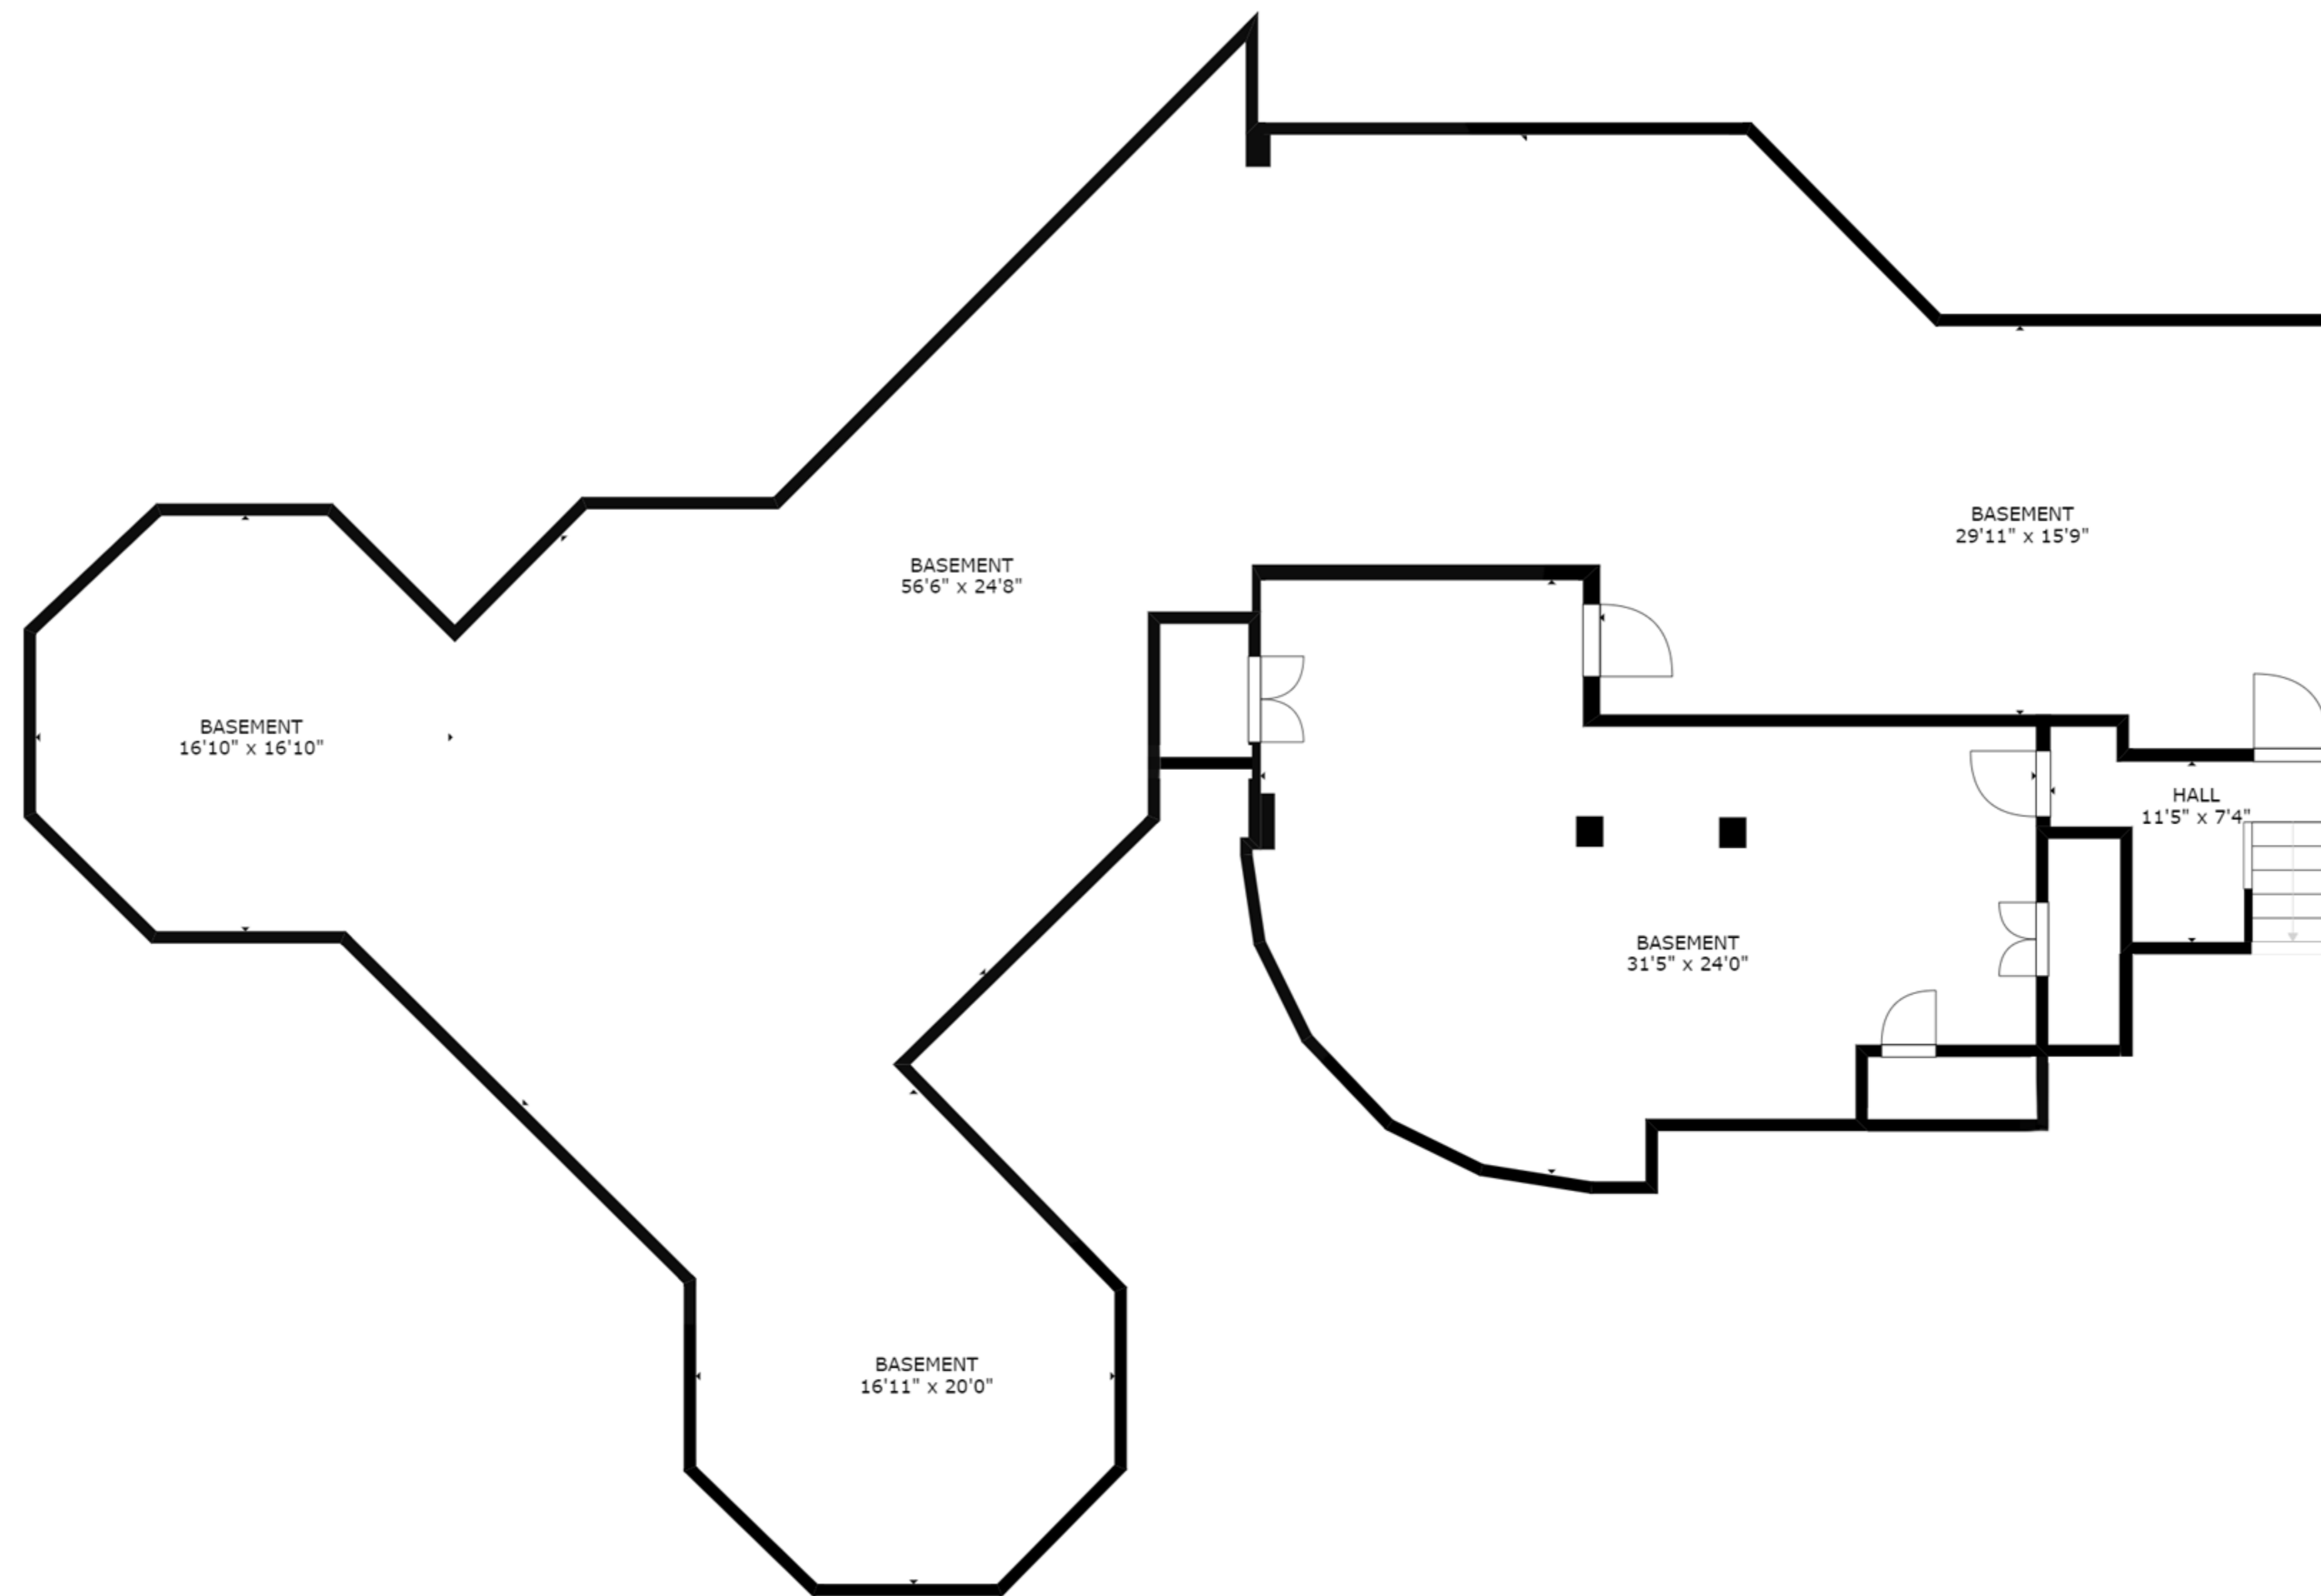 BASEMENT
29'11" x 15'9"
BASEMENT
56'6" x 24'8"
BASEMENT
16'10" x 16'10"
HALL
11'5" x 7'4"
BASEMENT
31'5" x 24'0"
BASEMENT
16'11" x 20'0"